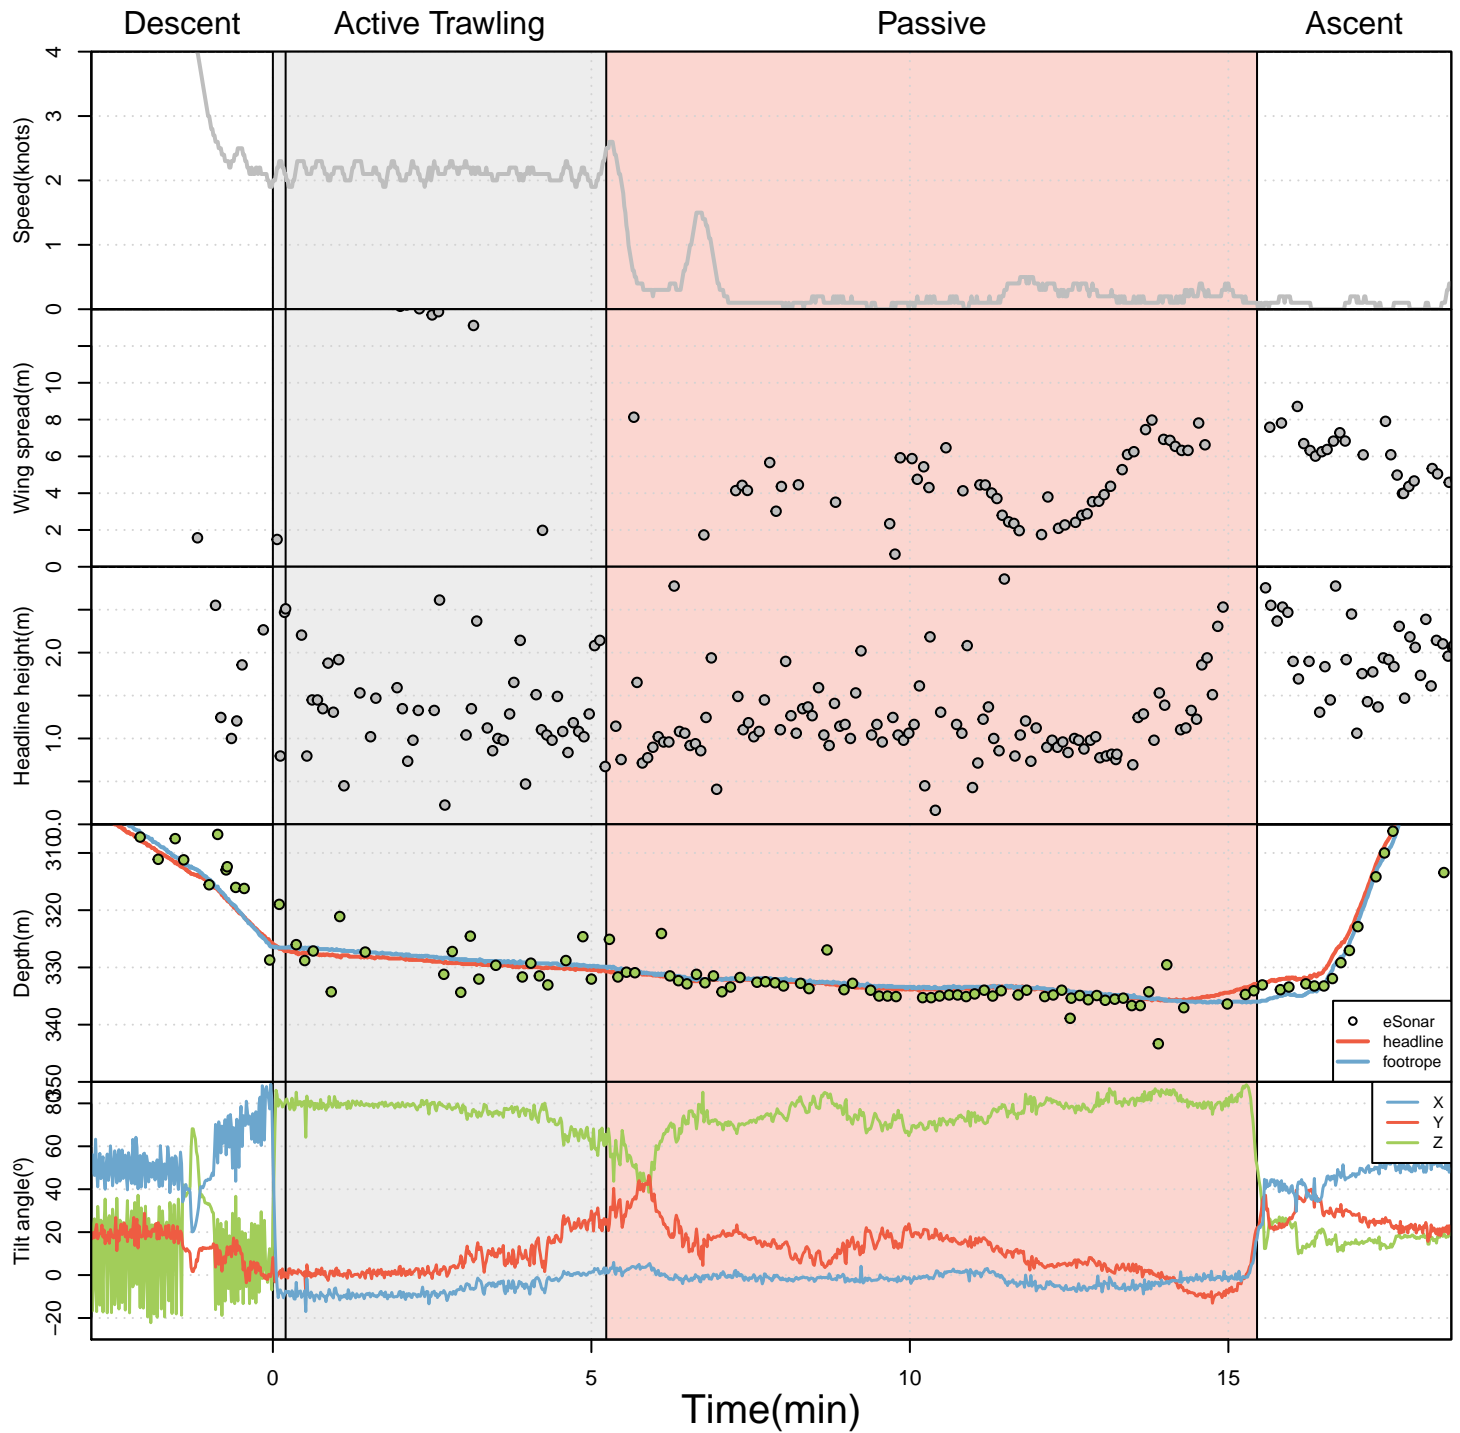 Descent Active Trawling Passive Ascent
Speed(knots)
4
3
2
1
0
Wing spread(m)
10
8
6
4
2
0
Headline height(m)
2.0
1.0
0.0
Depth(m)
310
320
330
340
350
eSonar
headline
footrope
Tilt angle(º)
80
60
40
20
0
−20
X
Y
Z
0 5 10 15
Time(min)